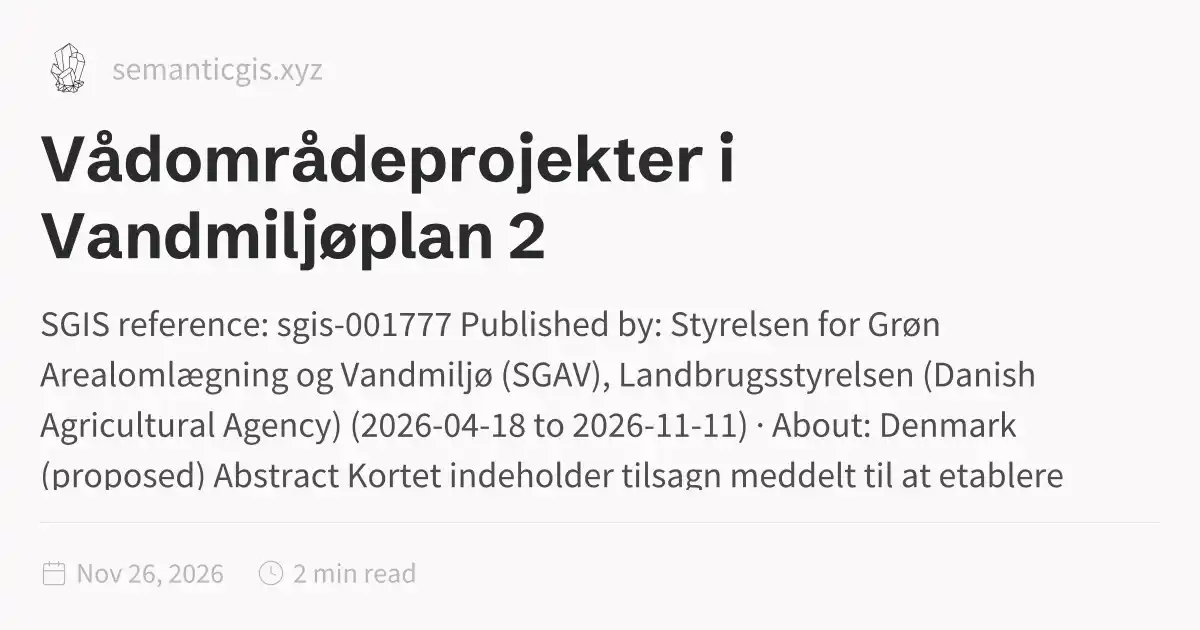 semanticgis.xyz
Vådområdeprojekter i
Vandmiljøplan 2
SGIS reference: sgis-001777 Published by: Styrelsen for Grøn
Arealomlægning og Vandmiljø (SGAV), Landbrugsstyrelsen (Danish
Agricultural Agency) (2026-04-18 to 2026-11-11) · About: Denmark
(proposed) Abstract Kortet indeholder tilsagn meddelt til at etablere
Nov 26, 2026 2 min read